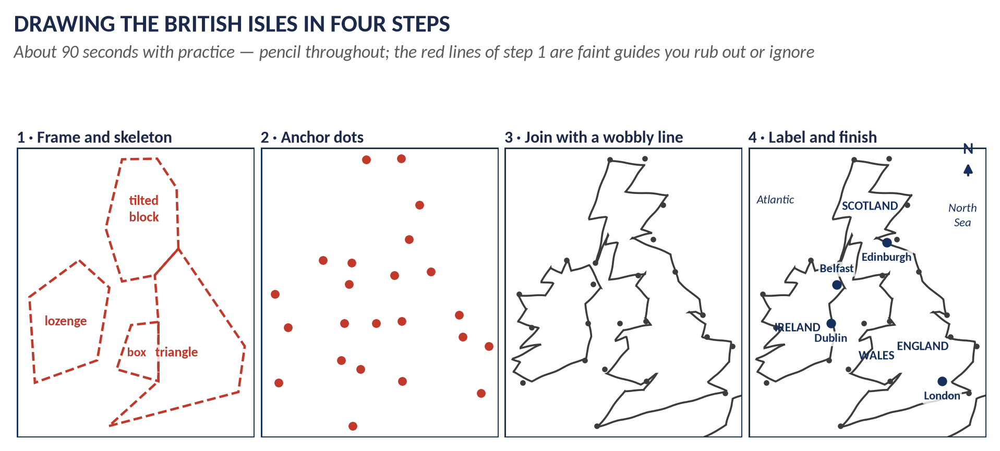 DRAWING THE BRITISH ISLES IN FOUR STEPS
About 90 seconds with practice — pencil throughout; the red lines of step 1 are faint guides you rub out or ignore
1 · Frame and skeleton
tilted
block
lozenge
box
triangle
2 · Anchor dots
3 · Join with a wobbly line
4 · Label and finish
N
Atlantic
SCOTLAND
North
Sea
Edinburgh
Belfast
IRELAND
Dublin
ENGLAND
WALES
London